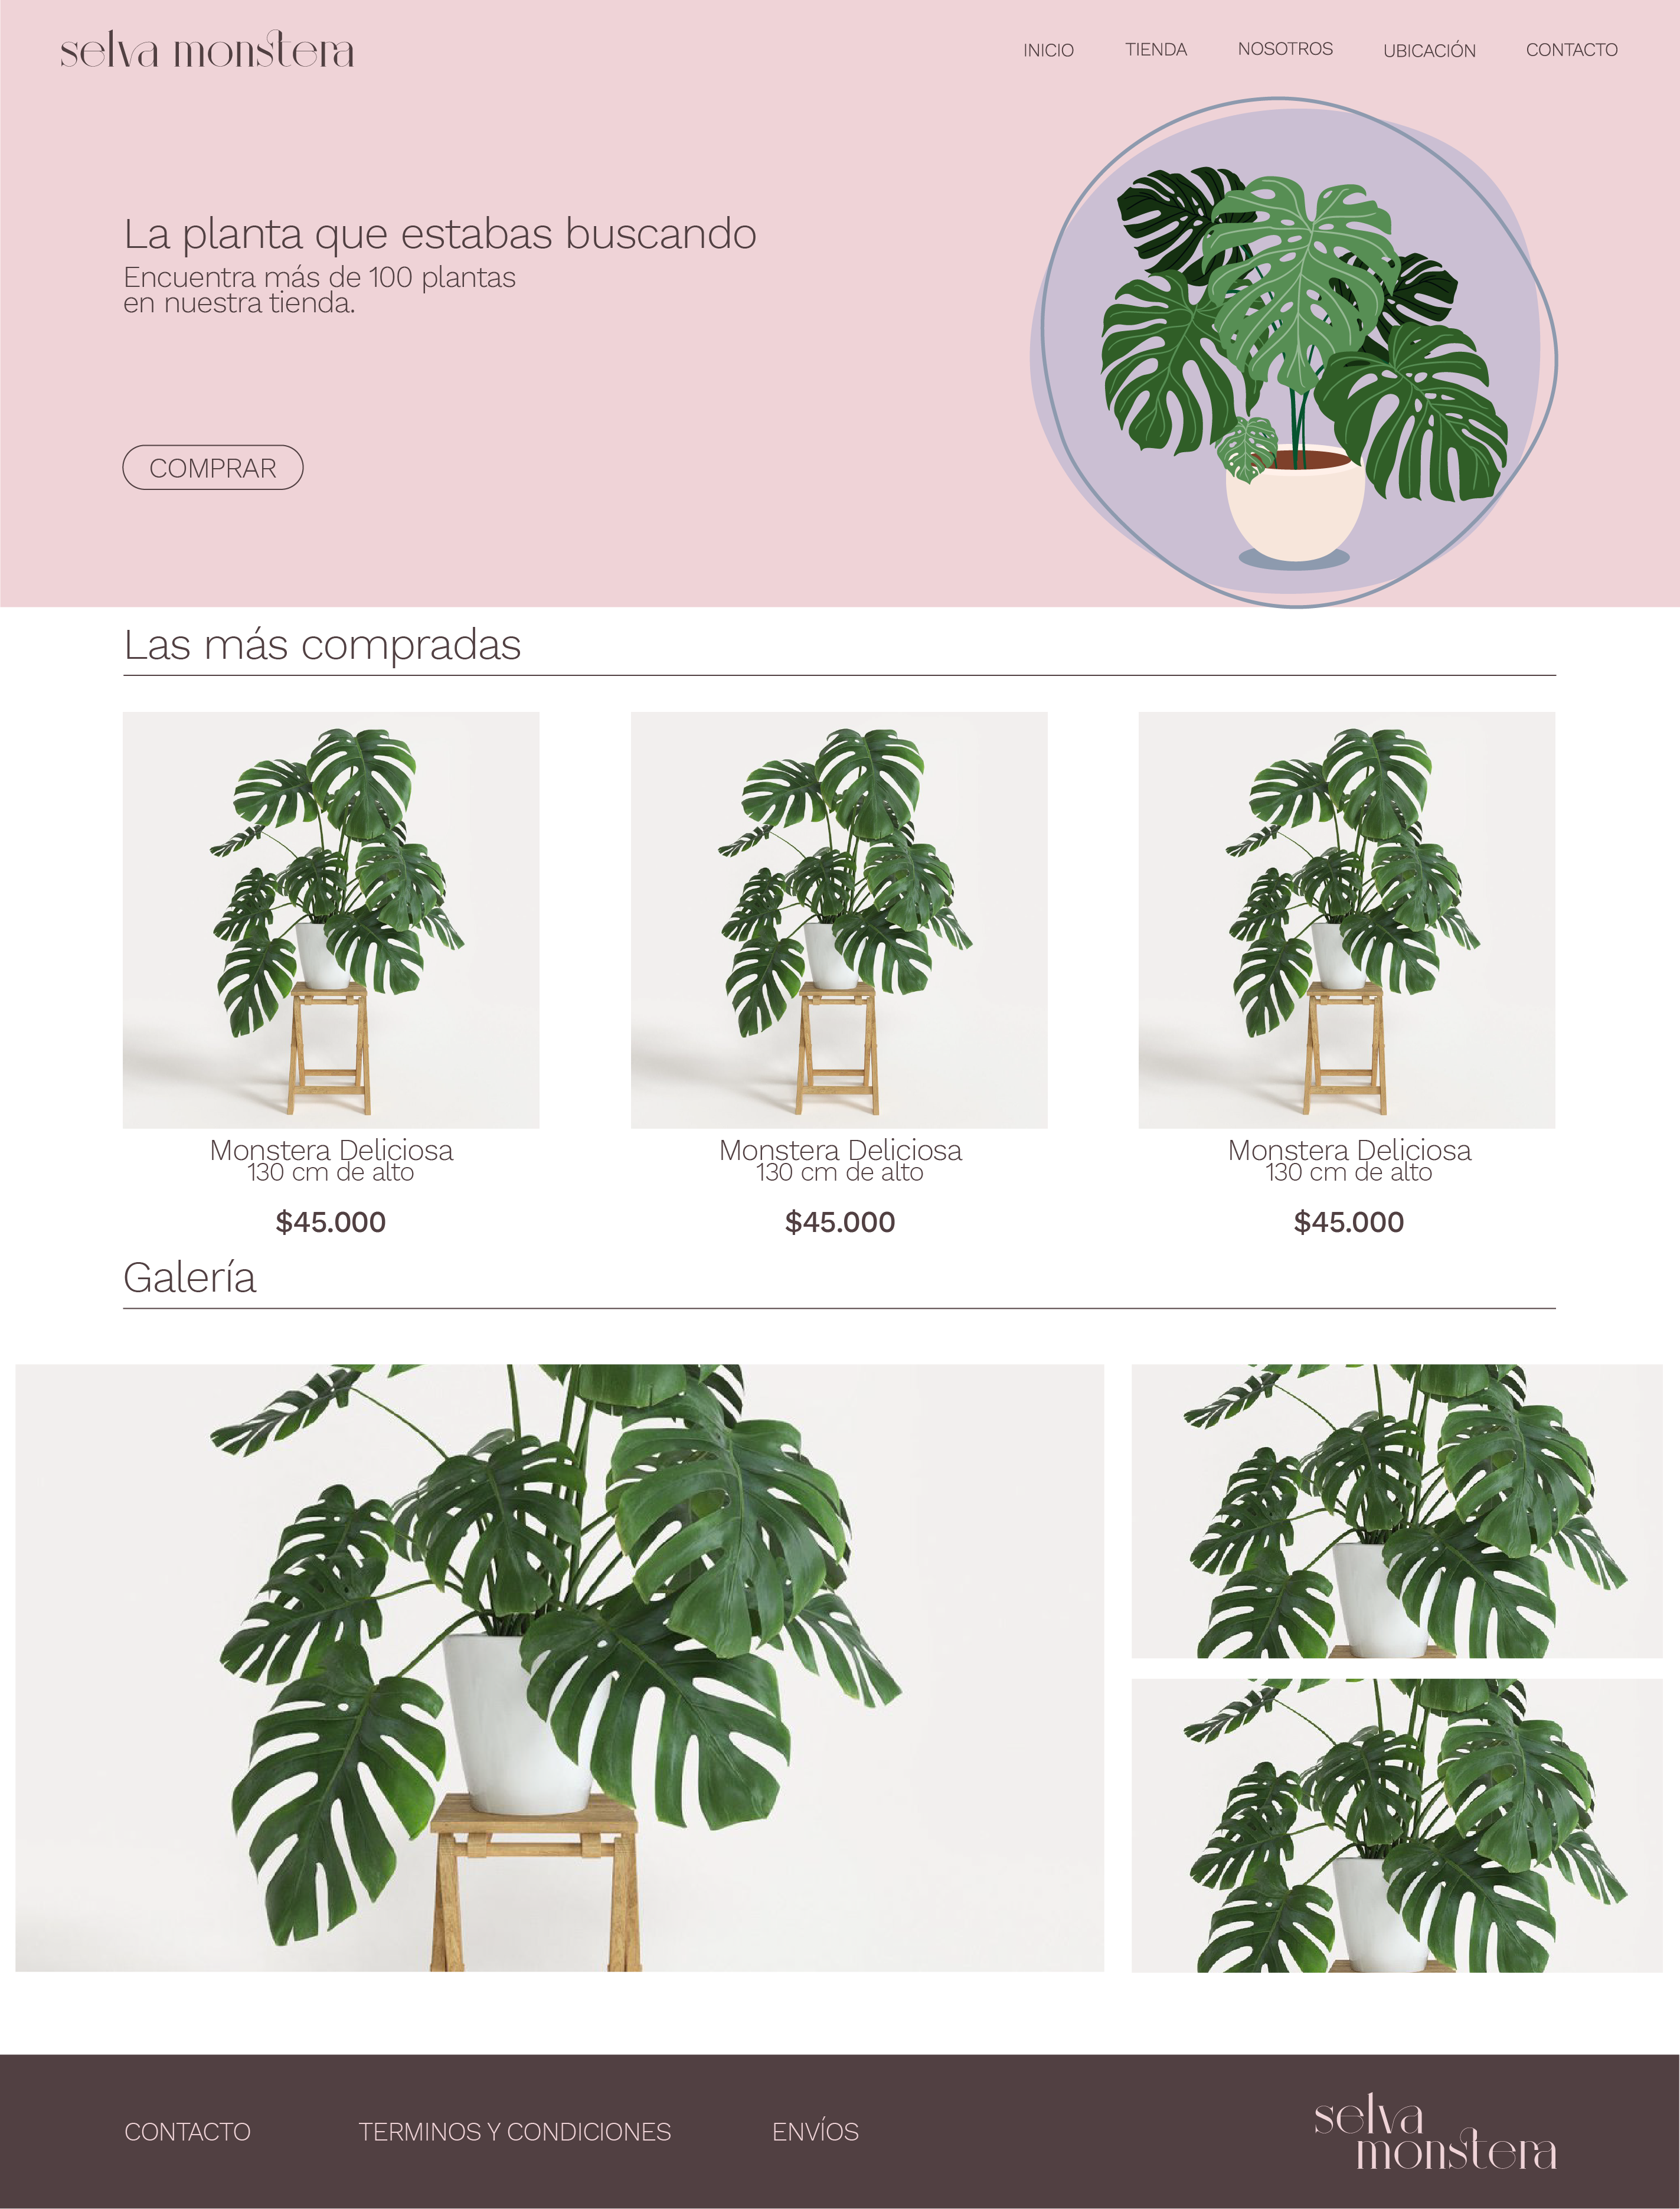 selva monstera
INICIO TIENDA NOSOTROS UBICACIÓN CONTACTO
La planta que estabas buscando
Encuentra más de 100 plantas
en nuestra tienda.
COMPRAR
Las más compradas
Monstera Deliciosa
130 cm de alto
$45.000
Monstera Deliciosa
130 cm de alto
$45.000
Monstera Deliciosa
130 cm de alto
$45.000
Galería
CONTACTO TERMINOS Y CONDICIONES ENVÍOS
selva
monstera